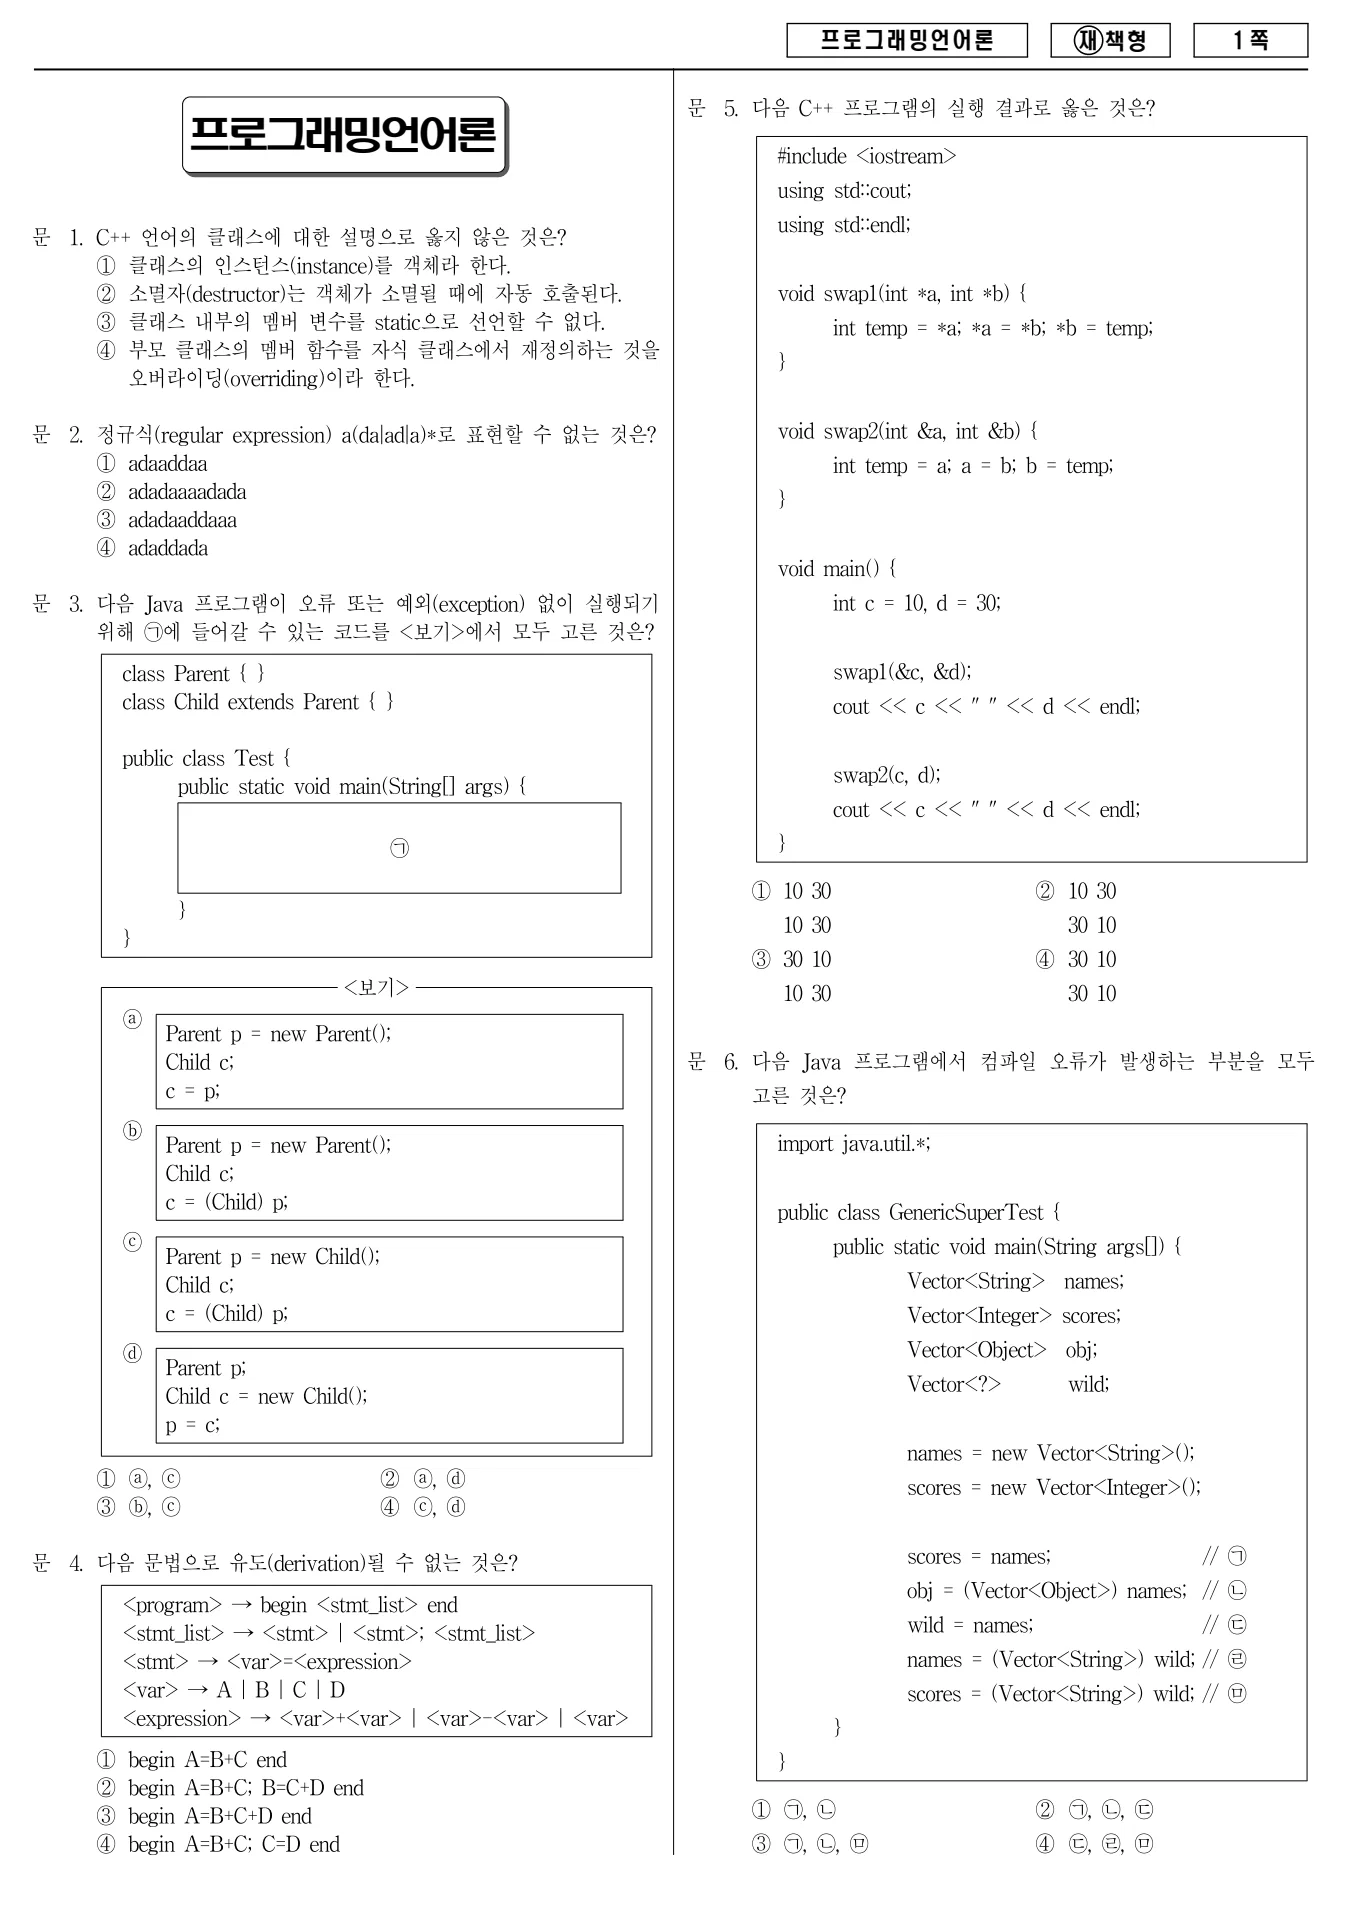 프로그래밍언어론 ㉶책형 1 쪽
프로그래밍언어론
문 1. C++ 언어의 클래스에 대한 설명으로 옳지 않은 것은?
① 클래스의 인스턴스(instance)를 객체라 한다.
② 소멸자(destructor)는 객체가 소멸될 때에 자동 호출된다.
③ 클래스 내부의 멤버 변수를 static으로 선언할 수 없다.
④ 부모 클래스의 멤버 함수를 자식 클래스에서 재정의하는 것을
오버라이딩(overriding)이라 한다.
문 2. 정규식(regular expression) a(da|ad|a)*로 표현할 수 없는 것은?
① adaaddaa
② adadaaaadada
③ adadaaddaaa
④ adaddada
문 3. 다음 Java 프로그램이 오류 또는 예외(exception) 없이 실행되기
위해 ㉠에 들어갈 수 있는 코드를 <보기>에서 모두 고른 것은?
class Parent { }
class Child extends Parent { }
public class Test {
public static void main(String[] args) {
㉠
}
}
<보기>
ⓐ
Parent p = new Parent();
Child c;
c = p;
ⓑ
Parent p = new Parent();
Child c;
c = (Child) p;
ⓒ
Parent p = new Child();
Child c;
c = (Child) p;
ⓓ
Parent p;
Child c = new Child();
p = c;
① ⓐ, ⓒ ② ⓐ, ⓓ
③ ⓑ, ⓒ ④ ⓒ, ⓓ
문 4. 다음 문법으로 유도(derivation)될 수 없는 것은?
<program> → begin <stmt_list> end
<stmt_list> → <stmt> | <stmt>; <stmt_list>
<stmt> → <var>=<expression>
<var> → A | B | C | D
<expression> → <var>+<var> | <var>-<var> | <var>
① begin A=B+C end
② begin A=B+C; B=C+D end
③ begin A=B+C+D end
④ begin A=B+C; C=D end
문 5. 다음 C++ 프로그램의 실행 결과로 옳은 것은?
#include <iostream>
using std::cout;
using std::endl;
void swap1(int *a, int *b) {
int temp = *a; *a = *b; *b = temp;
}
void swap2(int &a, int &b) {
int temp = a; a = b; b = temp;
}
void main() {
int c = 10, d = 30;
swap1(&c, &d);
cout << c << " " << d << endl;
swap2(c, d);
cout << c << " " << d << endl;
}
① 10 30 ② 10 30
10 30 30 10
③ 30 10 ④ 30 10
10 30 30 10
문 6. 다음 Java 프로그램에서 컴파일 오류가 발생하는 부분을 모두
고른 것은?
import java.util.*;
public class GenericSuperTest {
public static void main(String args[]) {
Vector<String> names;
Vector<Integer> scores;
Vector<Object> obj;
Vector<?> wild;
names = new Vector<String>();
scores = new Vector<Integer>();
scores = names; // ㉠
obj = (Vector<Object>) names; // ㉡
wild = names; // ㉢
names = (Vector<String>) wild; // ㉣
scores = (Vector<String>) wild; // ㉤
}
}
① ㉠, ㉡ ② ㉠, ㉡, ㉢
③ ㉠, ㉡, ㉤ ④ ㉢, ㉣, ㉤